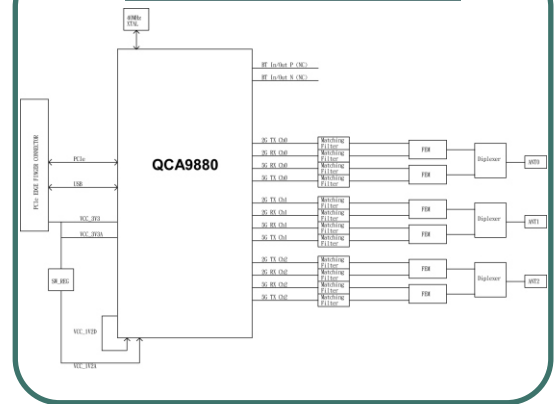 40MHz
XTAL
BT In/Out P (NC)
BT In/Out N (NC)
PCIe EDGE FINGER CONNECTOR
PCIe
USB
VCC_3V3
VCC_3V3A
SW_REG
VCC_1V2D
VCC_1V2A
QCA9880
2G TX Ch0
2G RX Ch0
5G RX Ch0
5G TX Ch0
Matching
Filter
Matching
Filter
Matching
Filter
Matching
Filter
FEM
FEM
Diplexer
ANT0
2G TX Ch1
2G RX Ch1
5G RX Ch1
5G TX Ch1
Matching
Filter
Matching
Filter
Matching
Filter
Matching
Filter
FEM
FEM
Diplexer
ANT1
2G TX Ch2
2G RX Ch2
5G RX Ch2
5G TX Ch2
Matching
Filter
Matching
Filter
Matching
Filter
Matching
Filter
FEM
FEM
Diplexer
ANT2